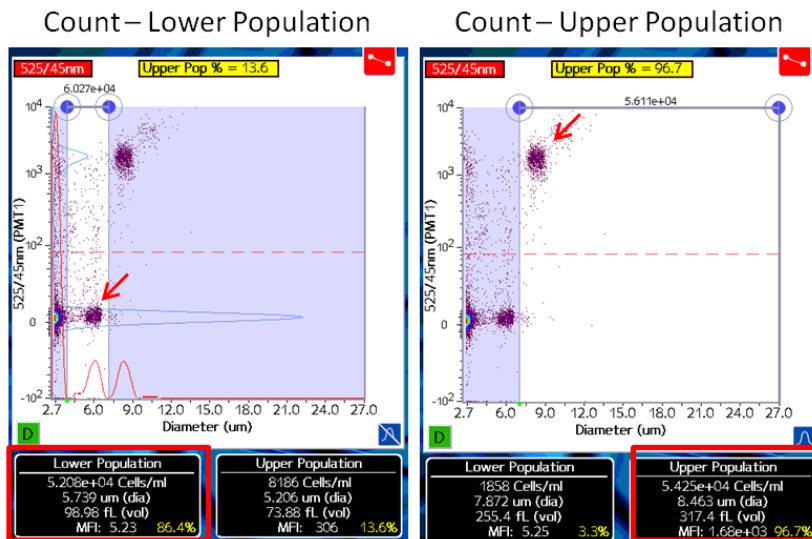 Count – Lower Population
525/45nm
Upper Pop % = 13.6
6.027e+04
10^4
10^3
10^2
0
-10^2
525/45nm (PMT1)
2.7 6.0 9.0 12.0 15.0 18.0 21.0 24.0 27.0
Diameter (um)
D
Lower Population
5.208e+04 Cells/ml
5.739 um (dia)
98.98 fL (vol)
MFI: 5.23 86.4%
Upper Population
8186 Cells/ml
5.206 um (dia)
73.88 fL (vol)
MFI: 306 13.6%
Count – Upper Population
525/45nm
Upper Pop % = 96.7
5.611e+04
10^4
10^3
10^2
0
-10^2
525/45nm (PMT1)
2.7 6.0 9.0 12.0 15.0 18.0 21.0 24.0 27.0
Diameter (um)
D
Lower Population
1858 Cells/ml
7.872 um (dia)
255.4 fL (vol)
MFI: 5.25 3.3%
Upper Population
5.425e+04 Cells/ml
8.463 um (dia)
317.4 fL (vol)
MFI: 1.68e+03 96.7%